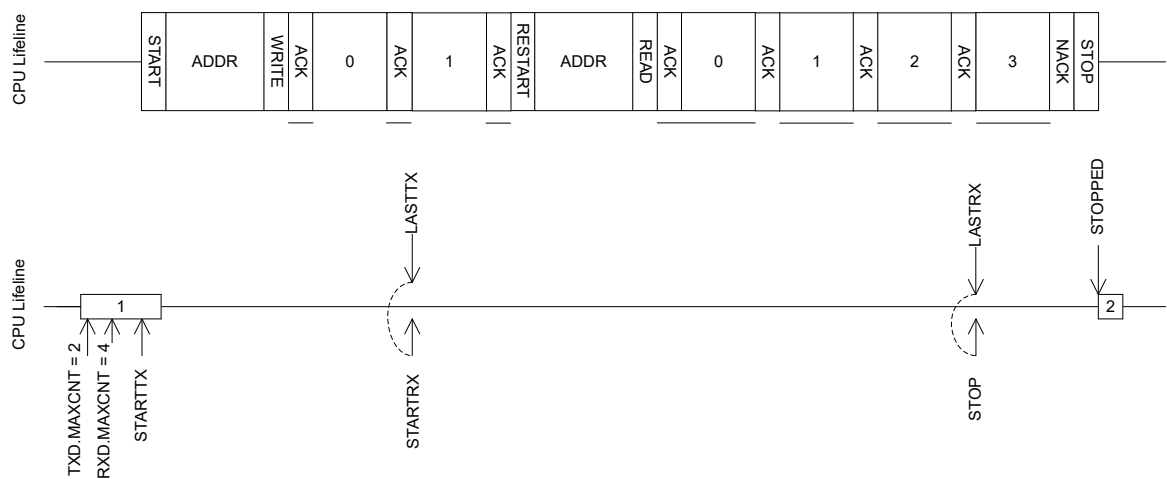 CPU Lifeline
START
ADDR
WRITE
ACK
0
ACK
1
ACK
RESTART
ADDR
READ
ACK
0
ACK
1
ACK
2
ACK
3
NACK
STOP
LASTTX
LASTRX
STOPPED
CPU Lifeline
1
2
TXD.MAXCNT = 2
RXD.MAXCNT = 4
STARTTX
STARTRX
STOP